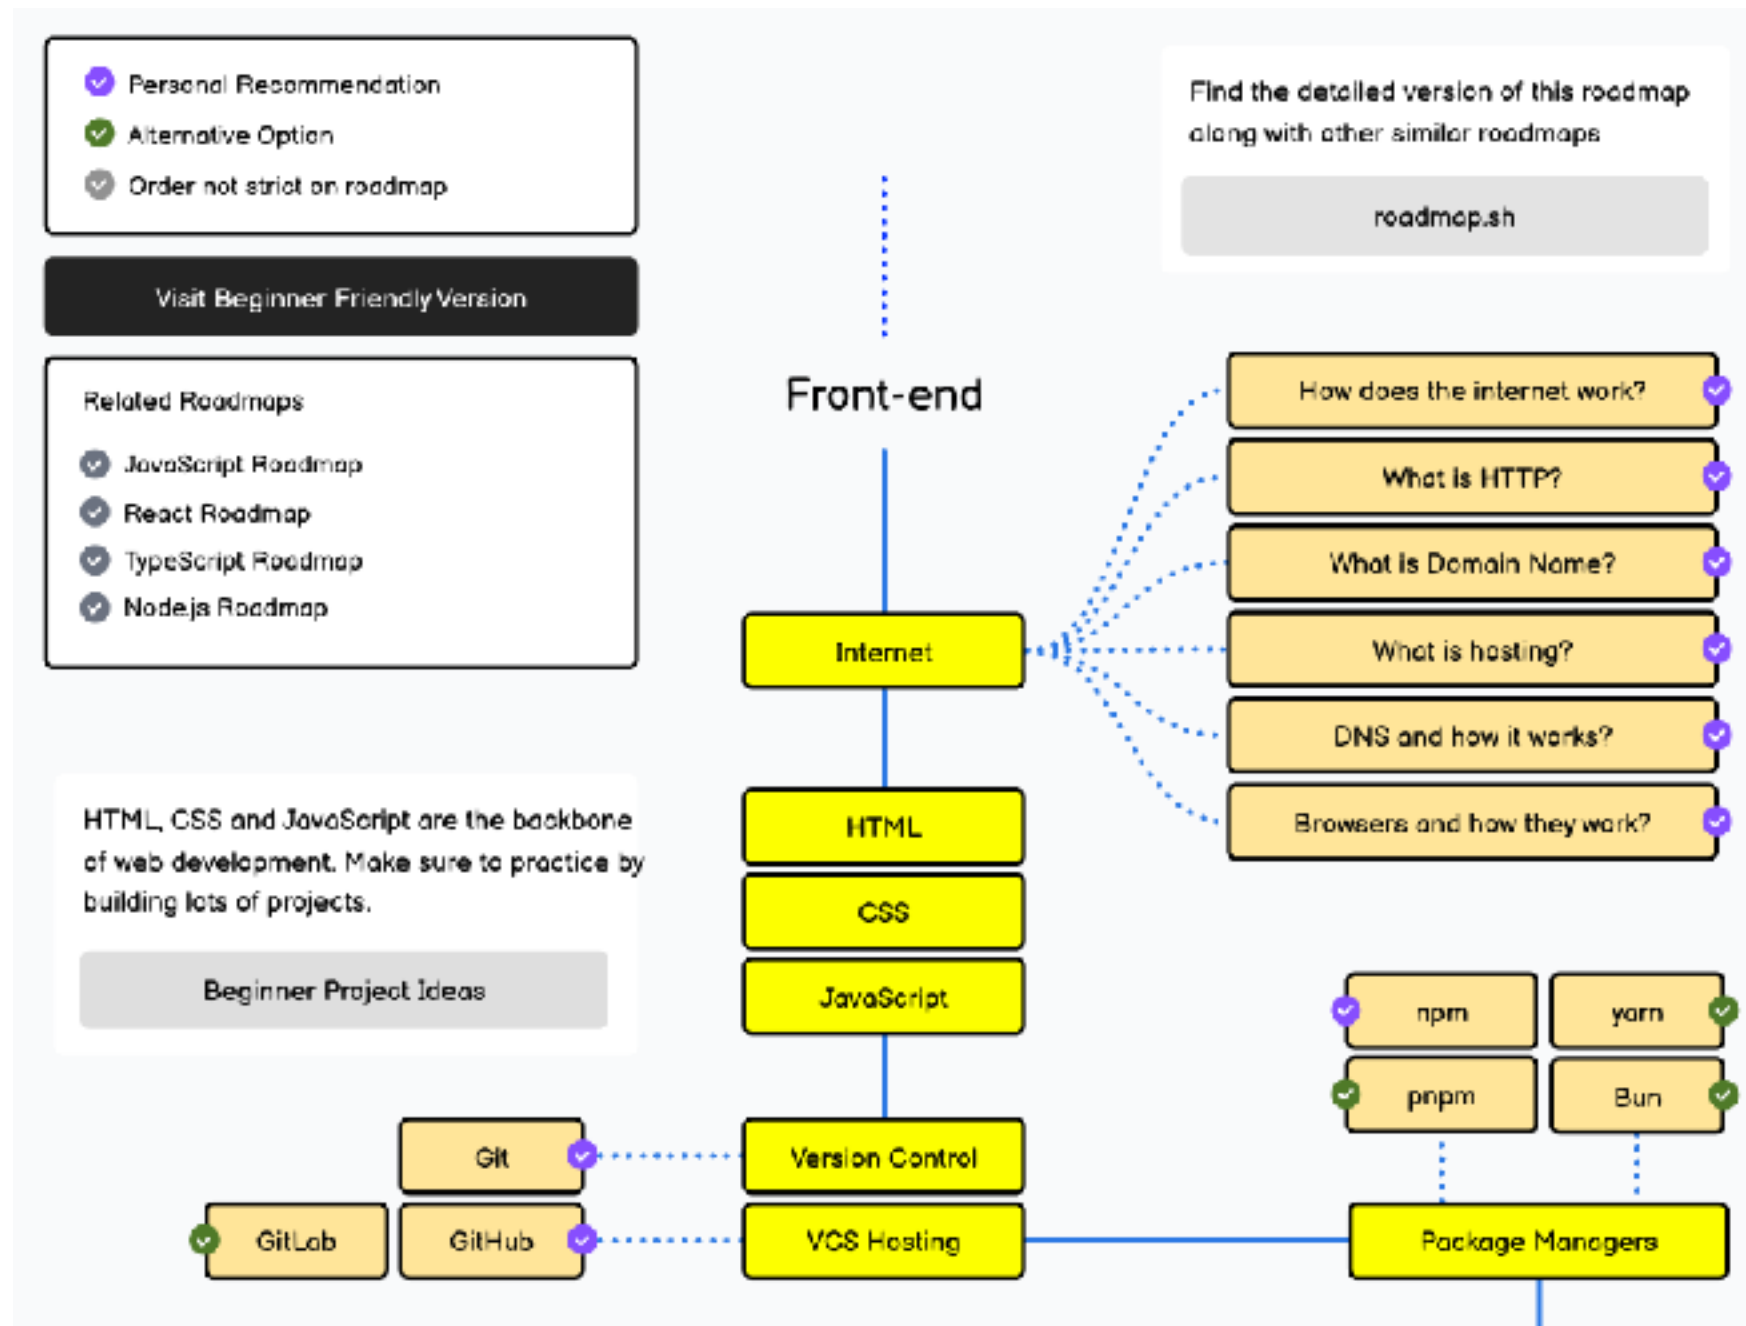 Personal Recommendation
Alternative Option
Order not strict on roadmap
Visit Beginner Friendly Version
Related Roadmaps
JavaScript Roadmap
React Roadmap
TypeScript Roadmap
Node.js Roadmap
Find the detailed version of this roadmap
along with other similar roadmaps
roadmap.sh
Front-end
Internet
How does the internet work?
What is HTTP?
What is Domain Name?
What is hosting?
DNS and how it works?
Browsers and how they work?
HTML, CSS and JavaScript are the backbone
of web development. Make sure to practice by
building lots of projects.
Beginner Project Ideas
HTML
CSS
JavaScript
npm
yarn
pnpm
Bun
Git
Version Control
GitLab
GitHub
VCS Hosting
Package Managers